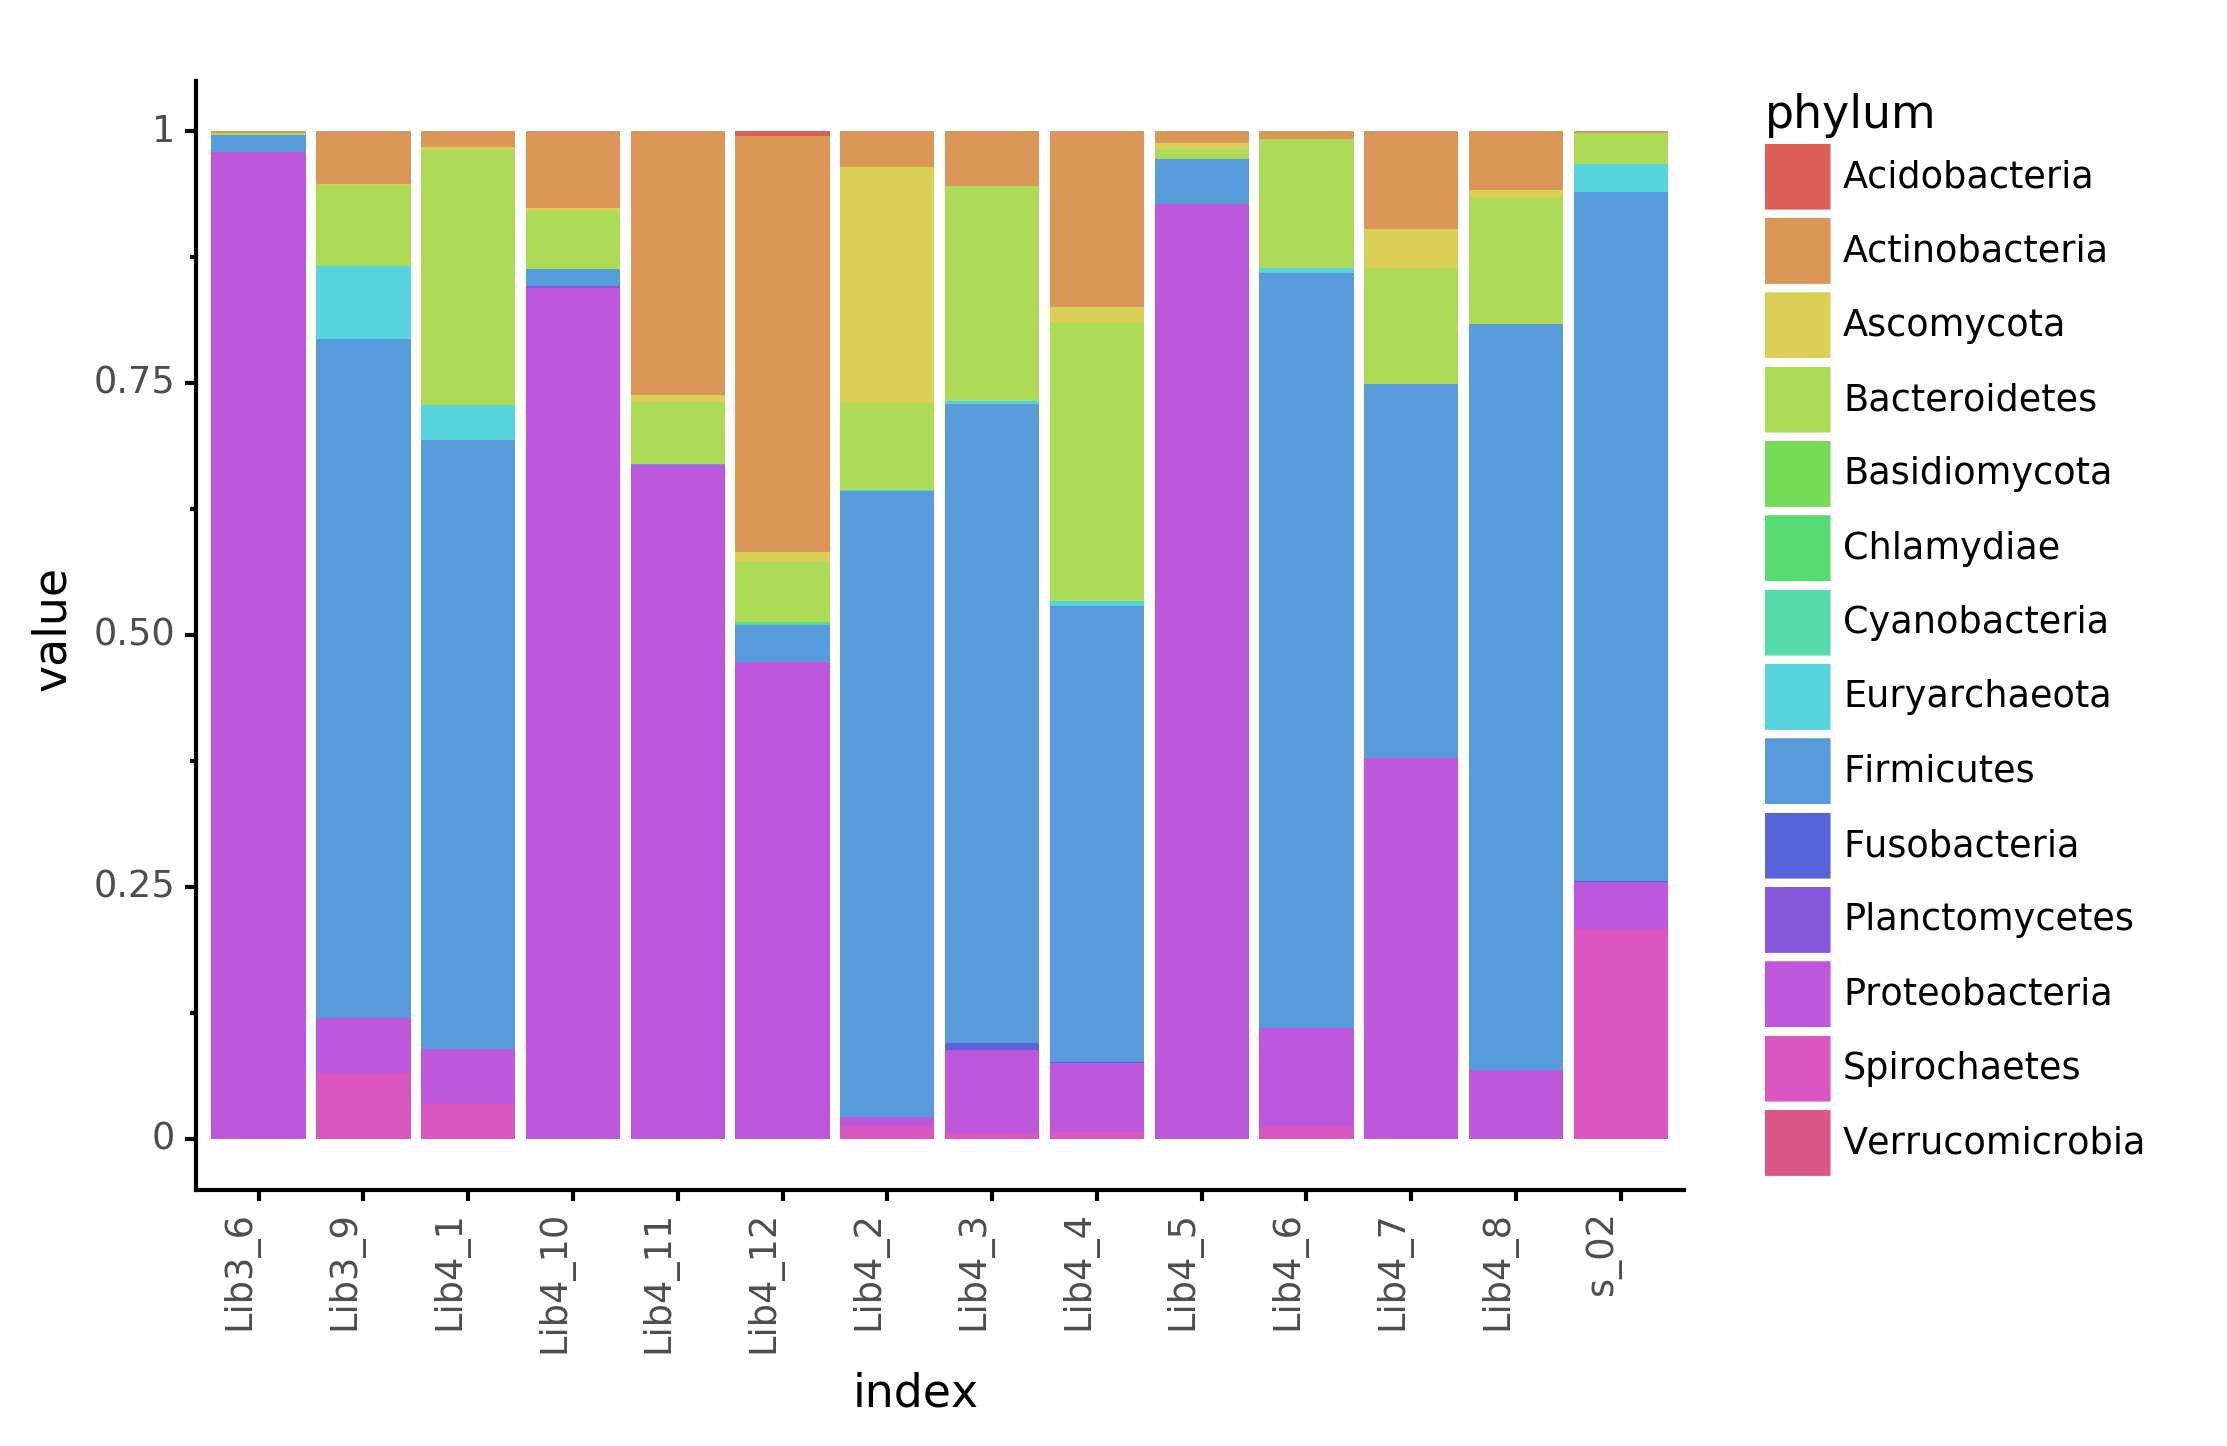 phylum
1
0.75
0.50
0.25
0
value
Acidobacteria
Actinobacteria
Ascomycota
Bacteroidetes
Basidiomycota
Chlamydiae
Cyanobacteria
Euryarchaeota
Firmicutes
Fusobacteria
Planctomycetes
Proteobacteria
Spirochaetes
Verrucomicrobia
Lib3_6
Lib3_9
Lib4_1
Lib4_10
Lib4_11
Lib4_12
Lib4_2
Lib4_3
Lib4_4
Lib4_5
Lib4_6
Lib4_7
Lib4_8
s_02
index